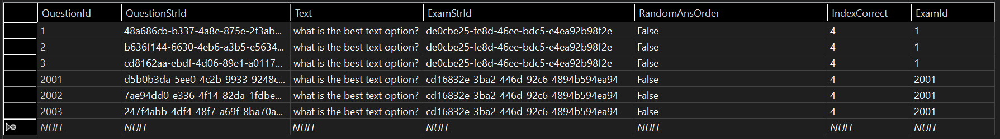 QuestionId QuestionStrId Text ExamStrId RandomAnsOrder IndexCorrect ExamId
1 48a686cb-b337-4a8e-875e-2f3ab... what is the best text option? de0cbe25-fe8d-46ee-bdc5-e4ea92b98f2e False 4 1
2 b636f144-6630-4eb6-a3b5-e5634... what is the best text option? de0cbe25-fe8d-46ee-bdc5-e4ea92b98f2e False 4 1
3 cd8162aa-ebdf-4d06-89e1-a0117... what is the best text option? de0cbe25-fe8d-46ee-bdc5-e4ea92b98f2e False 4 1
2001 d5b0b3da-5ee0-4c2b-9933-9248c... what is the best text option? cd16832e-3ba2-446d-92c6-4894b594ea94 False 4 2001
2002 7ae94dd0-e336-4f14-82da-1fdbe... what is the best text option? cd16832e-3ba2-446d-92c6-4894b594ea94 False 4 2001
2003 247f4abb-4df4-48f7-a69f-8ba70a... what is the best text option? cd16832e-3ba2-446d-92c6-4894b594ea94 False 4 2001
NULL NULL NULL NULL NULL NULL NULL